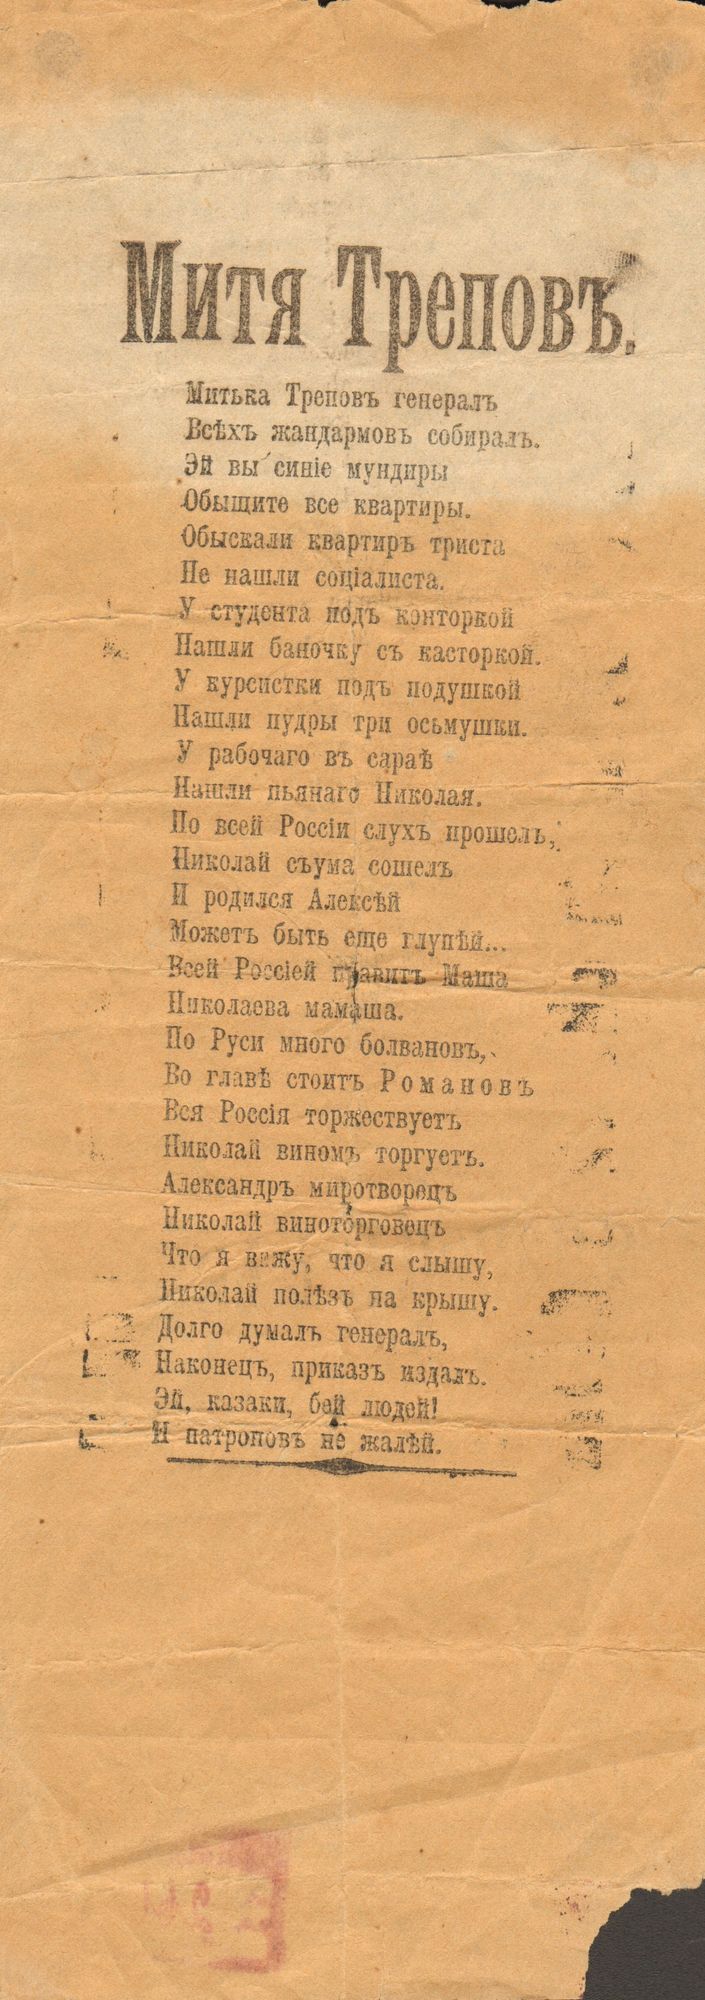 Митя Треповъ.
Митька Треповъ генералъ
Всѣхъ жандармовъ собиралъ.
Эй вы синіе мундиры
Обыщите все квартиры.
Обыскали квартиръ триста
Не нашли соціалиста.
У студента подъ конторкой
Нашли баночку съ касторкой.
У курсистки подъ подушкой
Нашли пудры три осьмушки.
У рабочаго въ сараѣ
Нашли пьянаго Николая.
По всей Россіи слухъ прошелъ,
Николай съума сошелъ
И родился Алексѣй
Можетъ быть еще глупѣй...
Всей Россіей правитъ Маша
Николаева мамаша.
По Руси много болвановъ,
Во главѣ стоитъ Романовъ
Вся Россія торжествуетъ
Николай виномъ торгуетъ.
Александръ миротворецъ
Николай виноторговецъ
Что я вижу, что я слышу,
Николай полѣзъ на крышу.
Долго думалъ генералъ,
Наконецъ, приказъ издалъ.
Эй, казаки, бей людей!
И патроновъ не жалѣй.